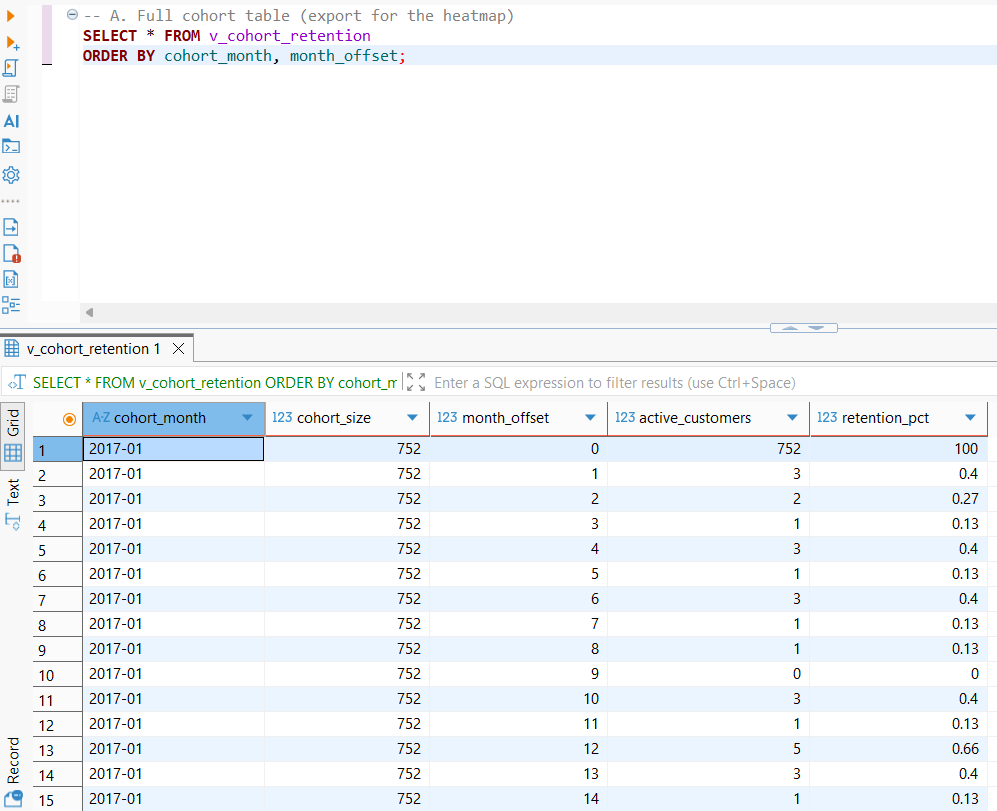 -- A. Full cohort table (export for the heatmap)
SELECT * FROM v_cohort_retention
ORDER BY cohort_month, month_offset;
AI
v_cohort_retention 1
SELECT * FROM v_cohort_retention ORDER BY cohort_m
Enter a SQL expression to filter results (use Ctrl+Space)
Grid
Text
Record
A-Z cohort_month 123 cohort_size 123 month_offset 123 active_customers 123 retention_pct
1 2017-01 752 0 752 100
2 2017-01 752 1 3 0.4
3 2017-01 752 2 2 0.27
4 2017-01 752 3 1 0.13
5 2017-01 752 4 3 0.4
6 2017-01 752 5 1 0.13
7 2017-01 752 6 3 0.4
8 2017-01 752 7 1 0.13
9 2017-01 752 8 1 0.13
10 2017-01 752 9 0 0
11 2017-01 752 10 3 0.4
12 2017-01 752 11 1 0.13
13 2017-01 752 12 5 0.66
14 2017-01 752 13 3 0.4
15 2017-01 752 14 1 0.13